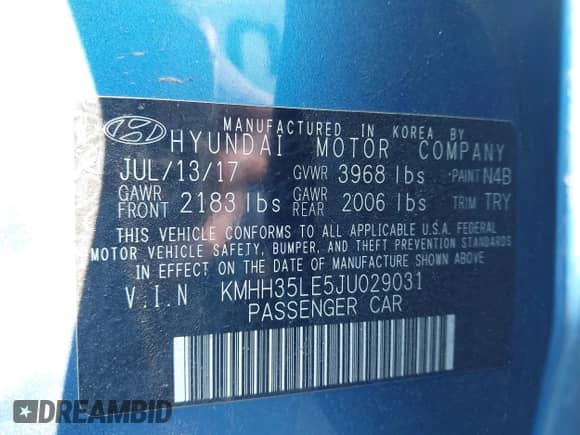 MANUFACTURED IN KOREA BY
HYUNDAI MOTOR COMPANY
JUL/13/17 GVWR 3968 lbs PAINT N4B
GAWR FRONT 2183 lbs GAWR REAR 2006 lbs TRIM TRY
THIS VEHICLE CONFORMS TO ALL APPLICABLE U.S.A. FEDERAL
MOTOR VEHICLE SAFETY, BUMPER, AND THEFT PREVENTION STANDARDS
IN EFFECT ON THE DATE OF MANUFACTURE SHOWN ABOVE
V.I.N KMHH35LE5JU029031
PASSENGER CAR
DREAMBID